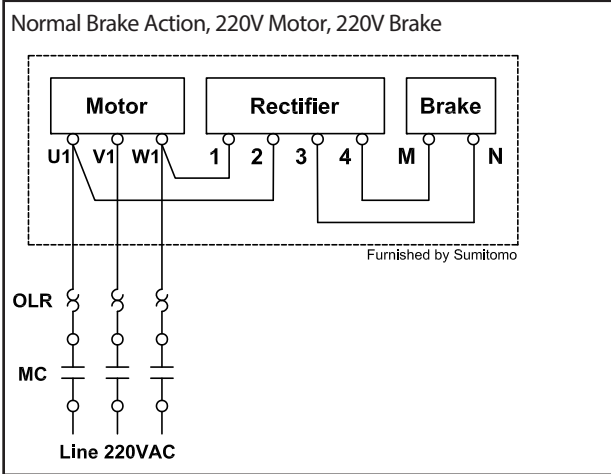 Normal Brake Action, 220V Motor, 220V Brake
Motor Rectifier Brake
U1 V1 W1 1 2 3 4 M N
Furnished by Sumitomo
OLR
MC
Line 220VAC